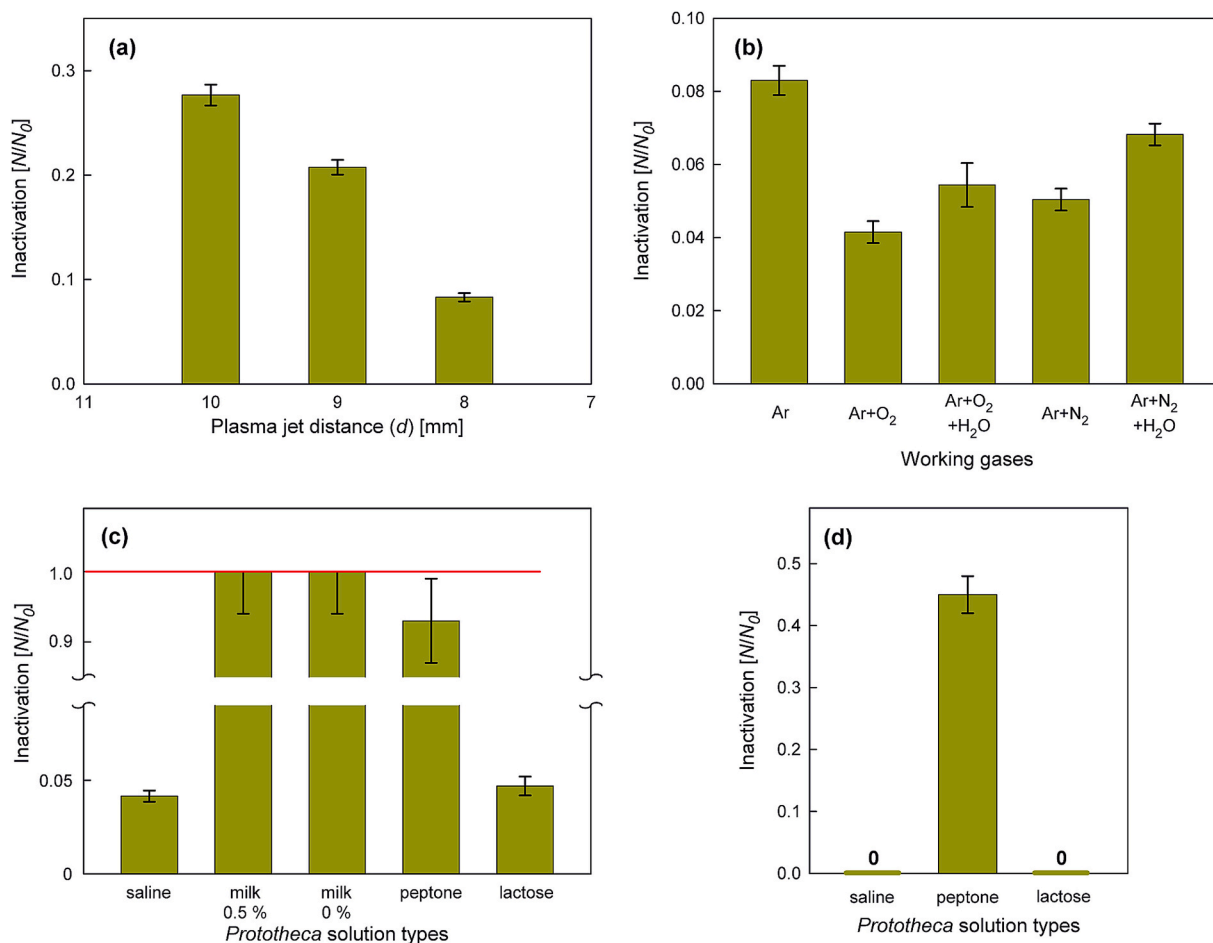 (a)
Inactivation [N/N0]
0.3
0.2
0.1
0.0
11 10 9 8 7
Plasma jet distance (d) [mm]
(b)
Inactivation [N/N0]
0.10
0.08
0.06
0.04
0.02
0.00
Ar Ar+O2 Ar+O2 +H2O Ar+N2 Ar+N2 +H2O
Working gases
(c)
Inactivation [N/N0]
1.0
0.9
0.05
0
saline milk 0.5 % milk 0 % peptone lactose
Prototheca solution types
(d)
Inactivation [N/N0]
0.5
0.4
0.3
0.2
0.1
0.0
0 0
saline peptone lactose
Prototheca solution types